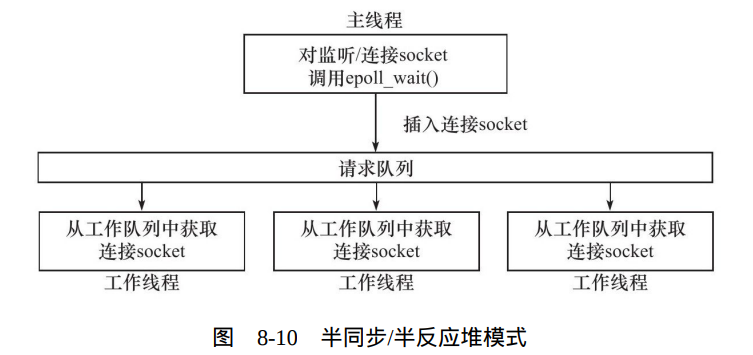 主线程
对监听/连接socket
调用epoll_wait()
插入连接socket
请求队列
从工作队列中获取
连接socket
工作线程
从工作队列中获取
连接socket
工作线程
从工作队列中获取
连接socket
工作线程
图 8-10 半同步/半反应堆模式